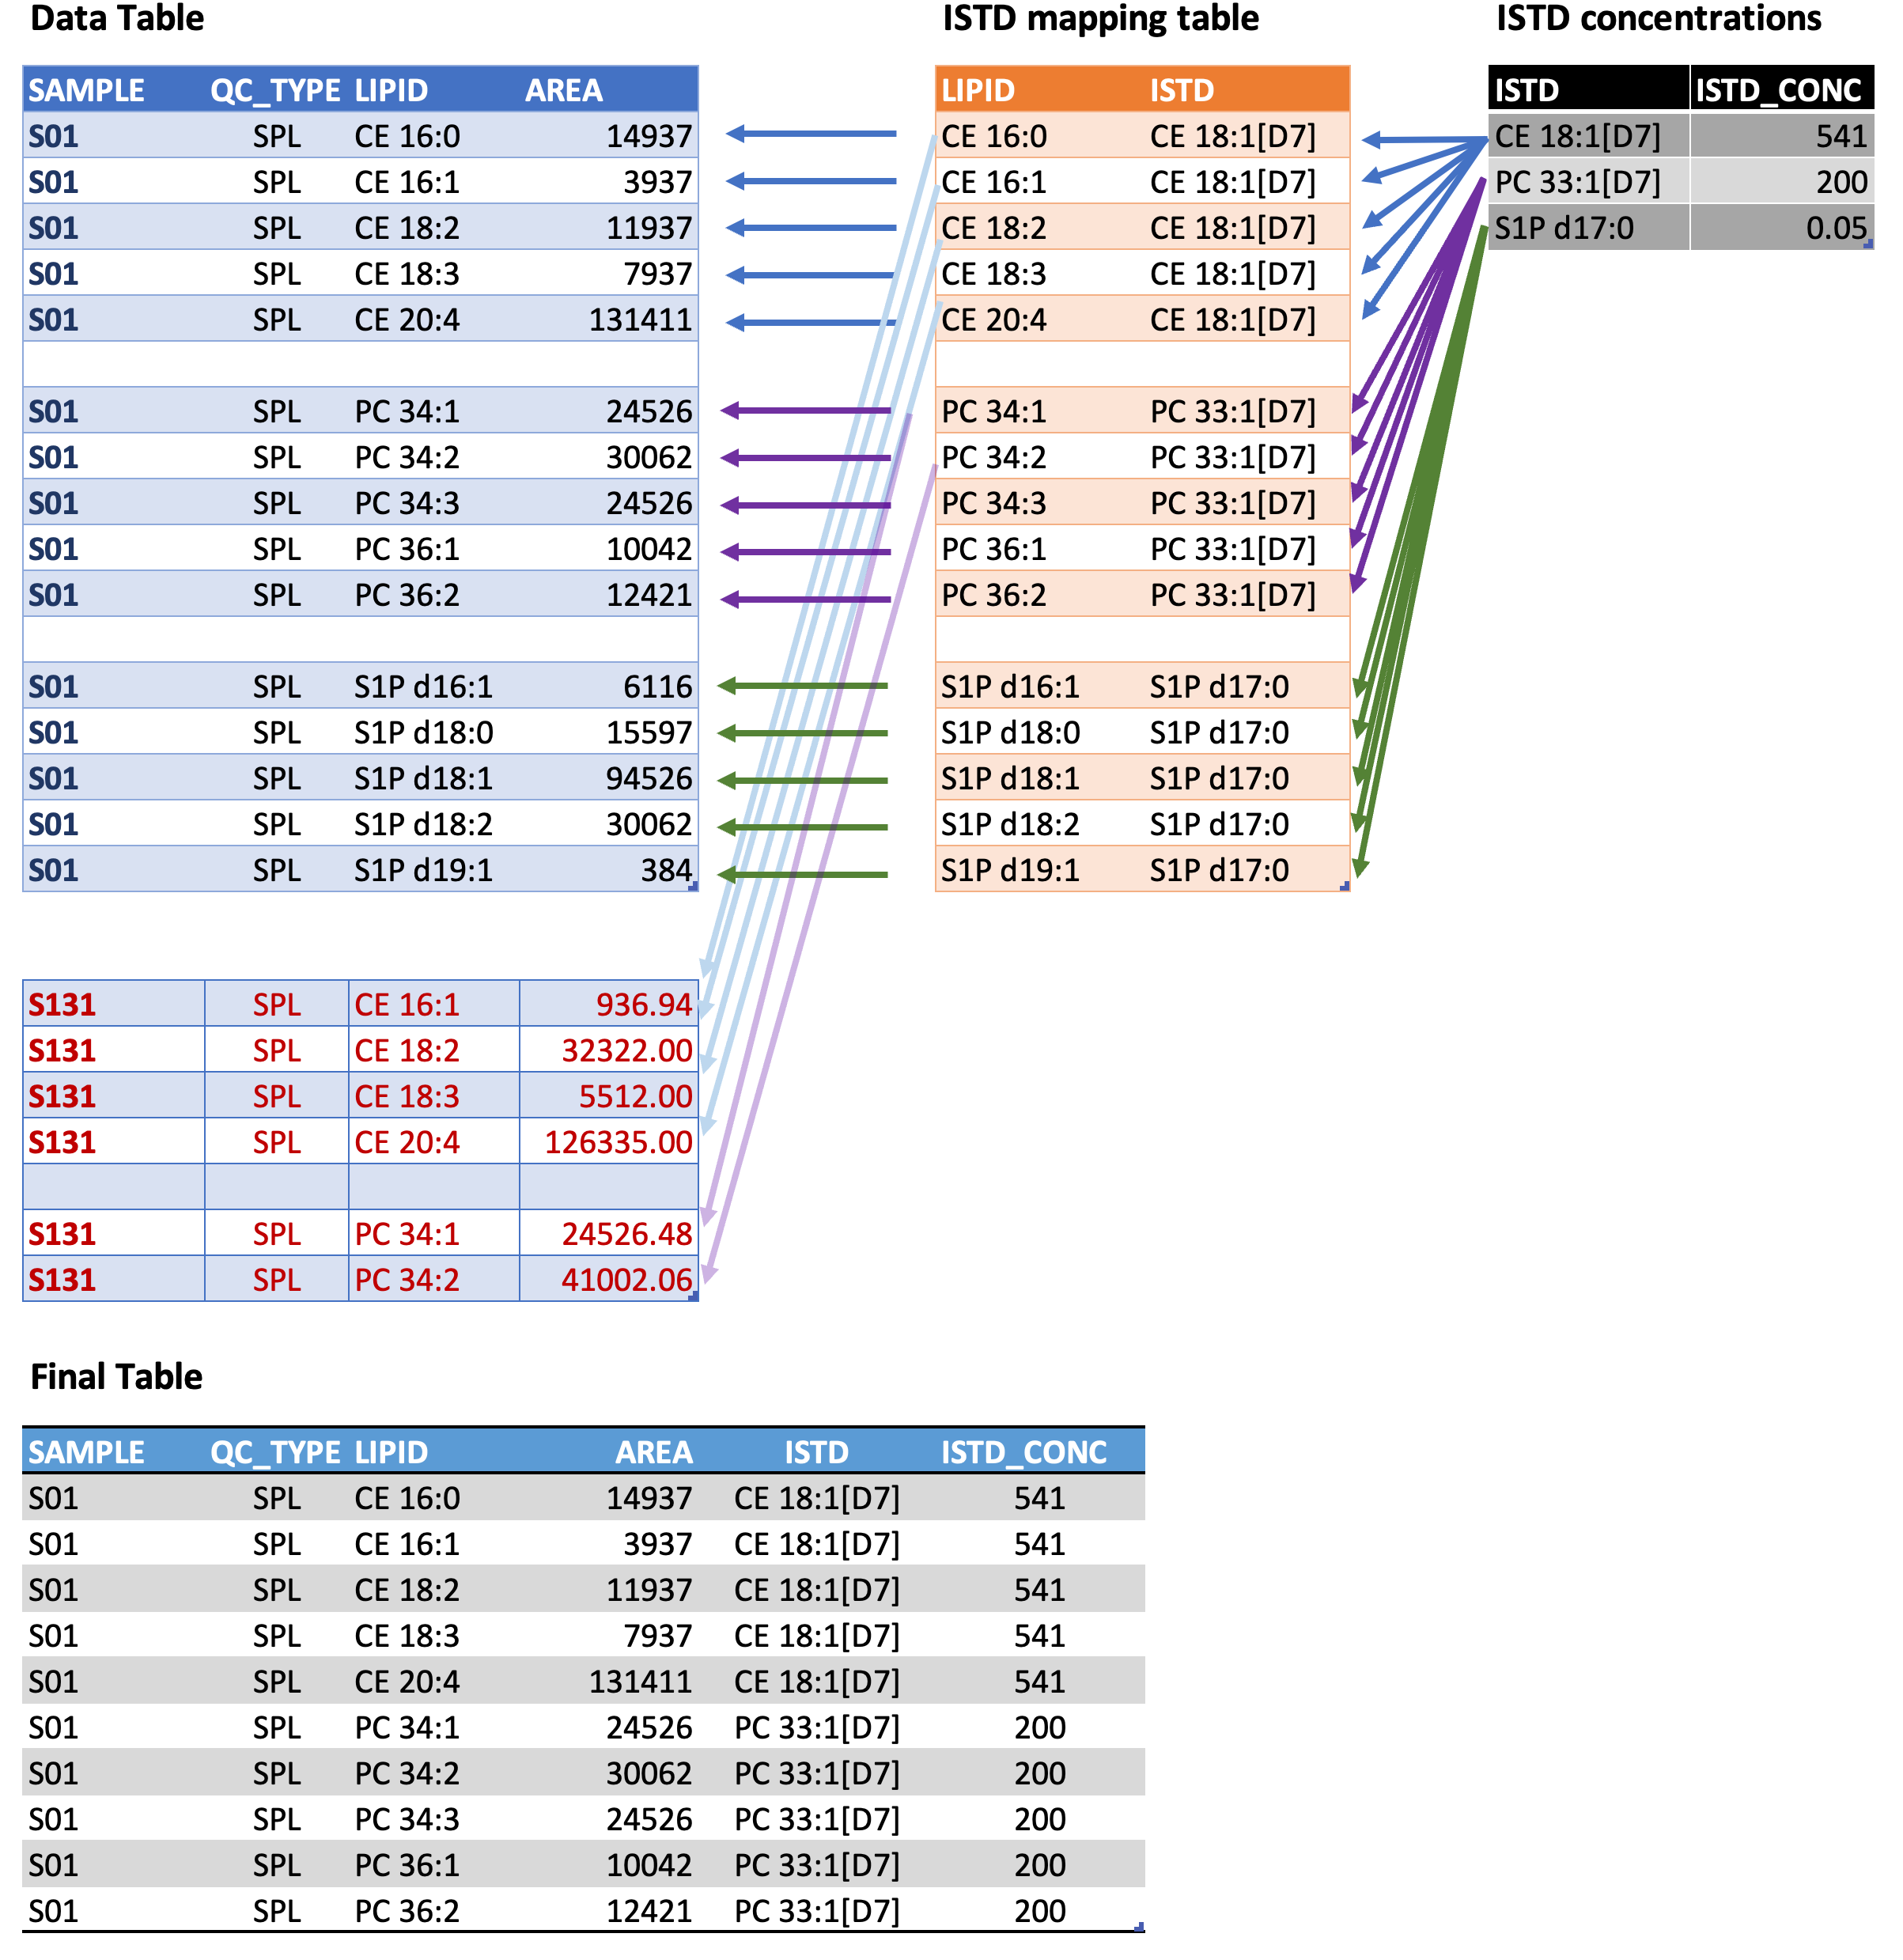 Data Table
ISTD mapping table
ISTD concentrations
SAMPLE QC_TYPE LIPID AREA
S01 SPL CE 16:0 14937
S01 SPL CE 16:1 3937
S01 SPL CE 18:2 11937
S01 SPL CE 18:3 7937
S01 SPL CE 20:4 131411
S01 SPL PC 34:1 24526
S01 SPL PC 34:2 30062
S01 SPL PC 34:3 24526
S01 SPL PC 36:1 10042
S01 SPL PC 36:2 12421
S01 SPL S1P d16:1 6116
S01 SPL S1P d18:0 15597
S01 SPL S1P d18:1 94526
S01 SPL S1P d18:2 30062
S01 SPL S1P d19:1 384
LIPID ISTD
CE 16:0 CE 18:1[D7]
CE 16:1 CE 18:1[D7]
CE 18:2 CE 18:1[D7]
CE 18:3 CE 18:1[D7]
CE 20:4 CE 18:1[D7]
PC 34:1 PC 33:1[D7]
PC 34:2 PC 33:1[D7]
PC 34:3 PC 33:1[D7]
PC 36:1 PC 33:1[D7]
PC 36:2 PC 33:1[D7]
S1P d16:1 S1P d17:0
S1P d18:0 S1P d17:0
S1P d18:1 S1P d17:0
S1P d18:2 S1P d17:0
S1P d19:1 S1P d17:0
ISTD ISTD_CONC
CE 18:1[D7] 541
PC 33:1[D7] 200
S1P d17:0 0.05
S131 SPL CE 16:1 936.94
S131 SPL CE 18:2 32322.00
S131 SPL CE 18:3 5512.00
S131 SPL CE 20:4 126335.00
S131 SPL PC 34:1 24526.48
S131 SPL PC 34:2 41002.06
Final Table
SAMPLE QC_TYPE LIPID AREA ISTD ISTD_CONC
S01 SPL CE 16:0 14937 CE 18:1[D7] 541
S01 SPL CE 16:1 3937 CE 18:1[D7] 541
S01 SPL CE 18:2 11937 CE 18:1[D7] 541
S01 SPL CE 18:3 7937 CE 18:1[D7] 541
S01 SPL CE 20:4 131411 CE 18:1[D7] 541
S01 SPL PC 34:1 24526 PC 33:1[D7] 200
S01 SPL PC 34:2 30062 PC 33:1[D7] 200
S01 SPL PC 34:3 24526 PC 33:1[D7] 200
S01 SPL PC 36:1 10042 PC 33:1[D7] 200
S01 SPL PC 36:2 12421 PC 33:1[D7] 200